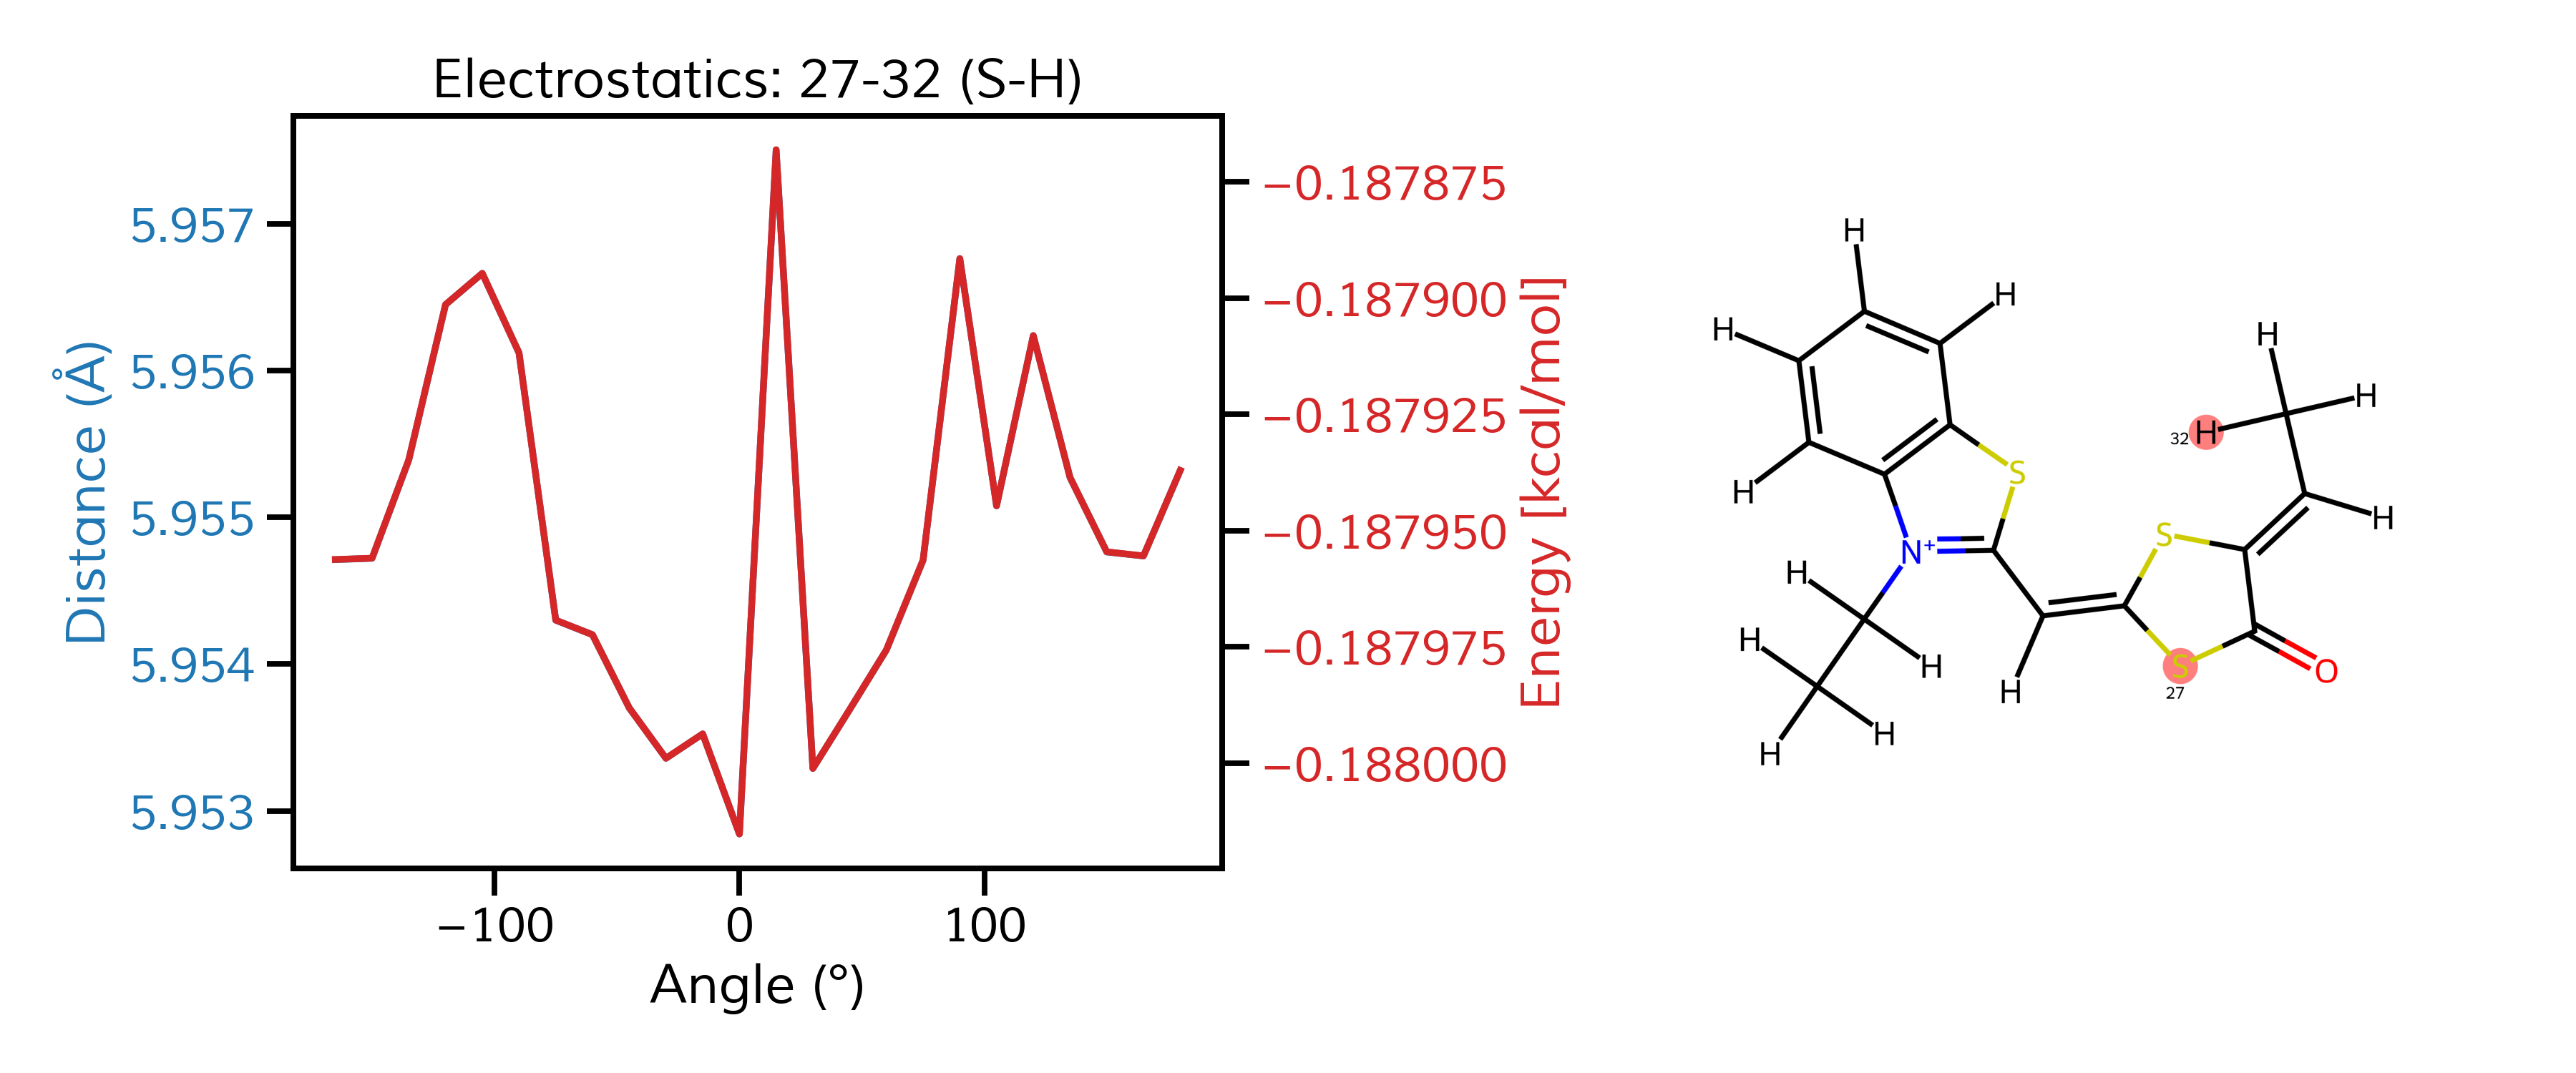 Electrostatics: 27-32 (S-H)
Distance (Å)
5.957
5.956
5.955
5.954
5.953
−100
0
100
Angle (°)
−0.187875
−0.187900
−0.187925
−0.187950
−0.187975
−0.188000
Energy [kcal/mol]
H
H
H
H
H
H
32 H
S
H
H
S
N+
H
H
H
S
27
O
H
H
H